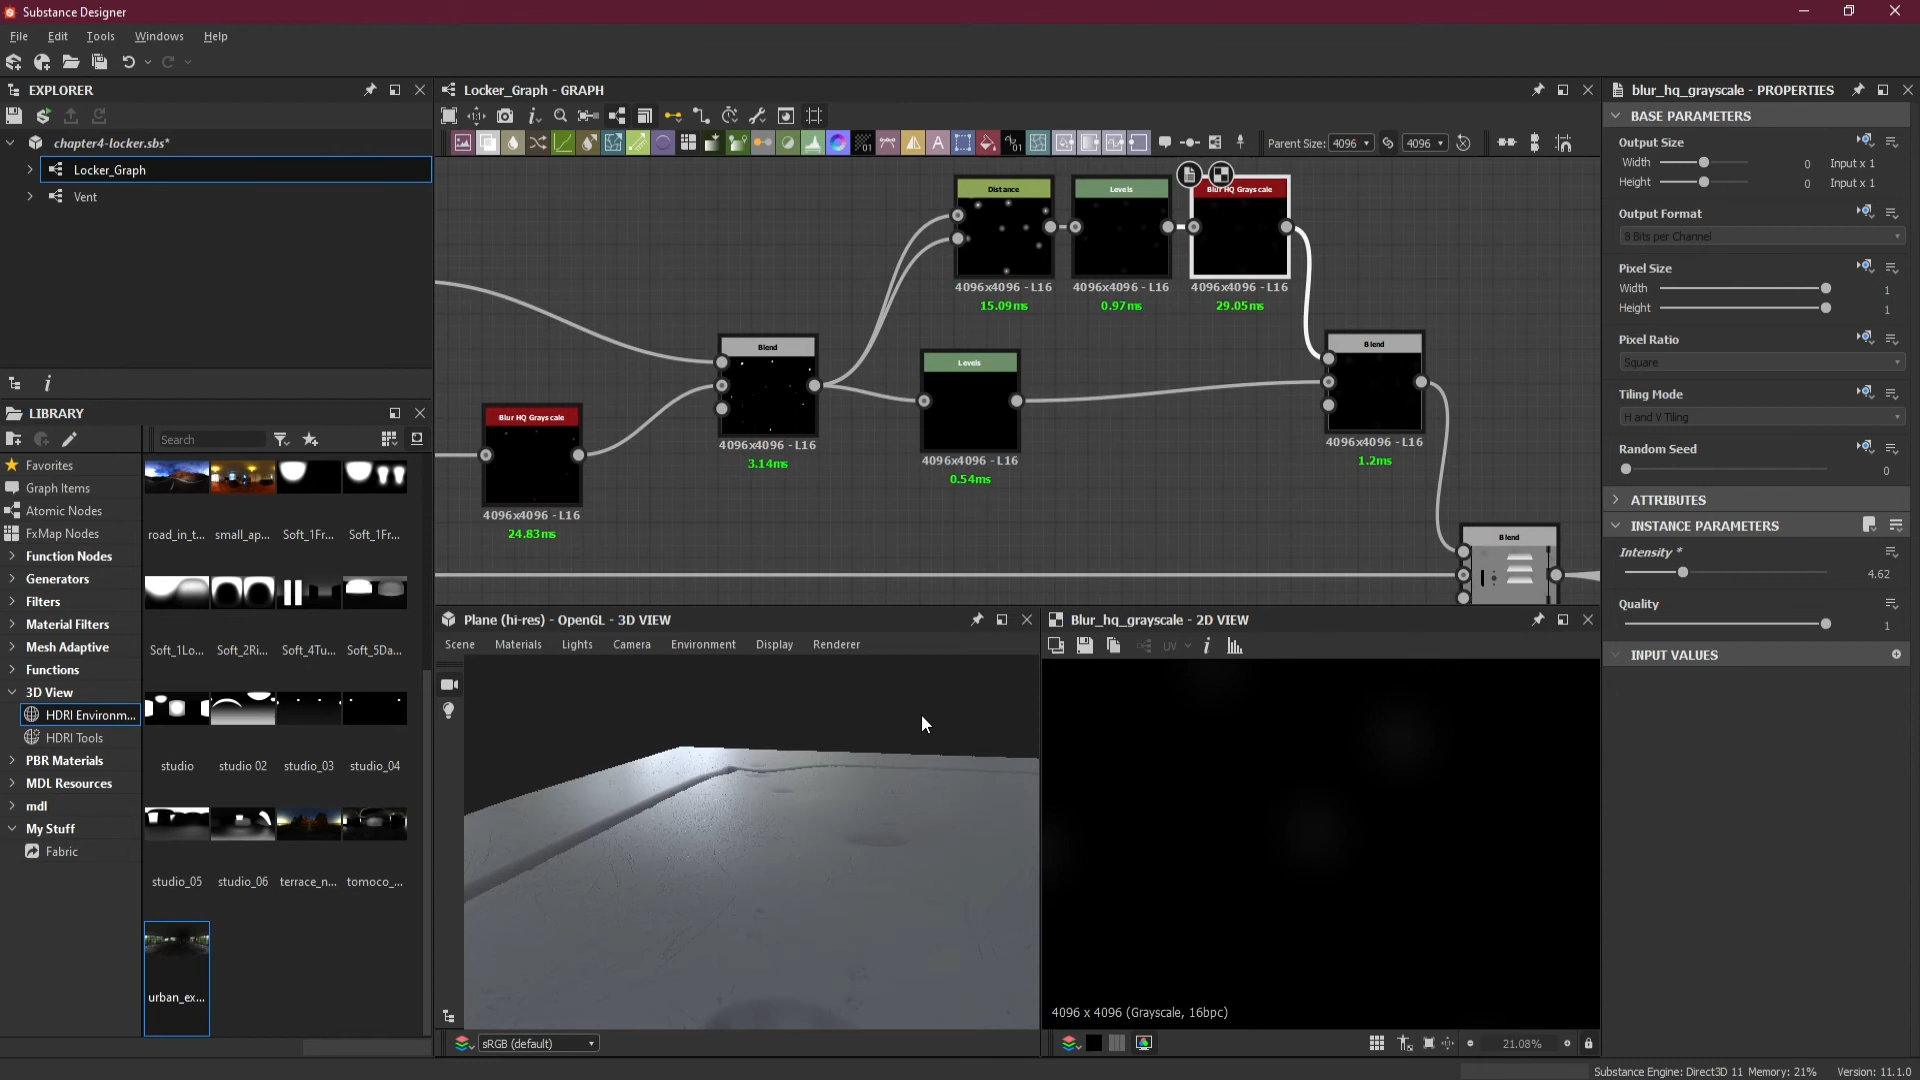 Substance Designer
File Edit Tools Windows Help
EXPLORER
chapter4-locker.sbs*
Locker_Graph
Vent
LIBRARY
Search
Favorites
Graph Items
Atomic Nodes
FxMap Nodes
Function Nodes
Generators
Filters
Material Filters
Mesh Adaptive
Functions
3D View
HDRI Environm...
HDRI Tools
PBR Materials
MDL Resources
mdl
My Stuff
Fabric
road_in_t... small_ap... Soft_1Fr... Soft_1Fr...
Soft_1Lo... Soft_2Ri... Soft_4Tu... Soft_5Da...
studio studio 02 studio_03 studio_04
studio_05 studio_06 terrace_n... tomoco_...
urban_ex...
Locker_Graph - GRAPH
Parent Size: 4096 4096
Distance
4096x4096 - L16
15.09ms
Levels
4096x4096 - L16
0.97ms
Blur HQ Grayscale
4096x4096 - L16
29.05ms
Blend
4096x4096 - L16
3.14ms
Levels
4096x4096 - L16
0.54ms
Blend
4096x4096 - L16
1.2ms
Blur HQ Grayscale
4096x4096 - L16
24.83ms
Blend
Plane (hi-res) - OpenGL - 3D VIEW
Scene Materials Lights Camera Environment Display Renderer
sRGB (default)
Blur_hq_grayscale - 2D VIEW
UV
4096 x 4096 (Grayscale, 16bpc)
21.08%
blur_hq_grayscale - PROPERTIES
BASE PARAMETERS
Output Size
Width 0 Input x 1
Height 0 Input x 1
Output Format
8 Bits per Channel
Pixel Size
Width 1
Height 1
Pixel Ratio
Square
Tiling Mode
H and V Tiling
Random Seed
0
ATTRIBUTES
INSTANCE PARAMETERS
Intensity *
4.62
Quality
1
INPUT VALUES
Substance Engine: Direct3D 11 Memory: 21% Version: 11.1.0